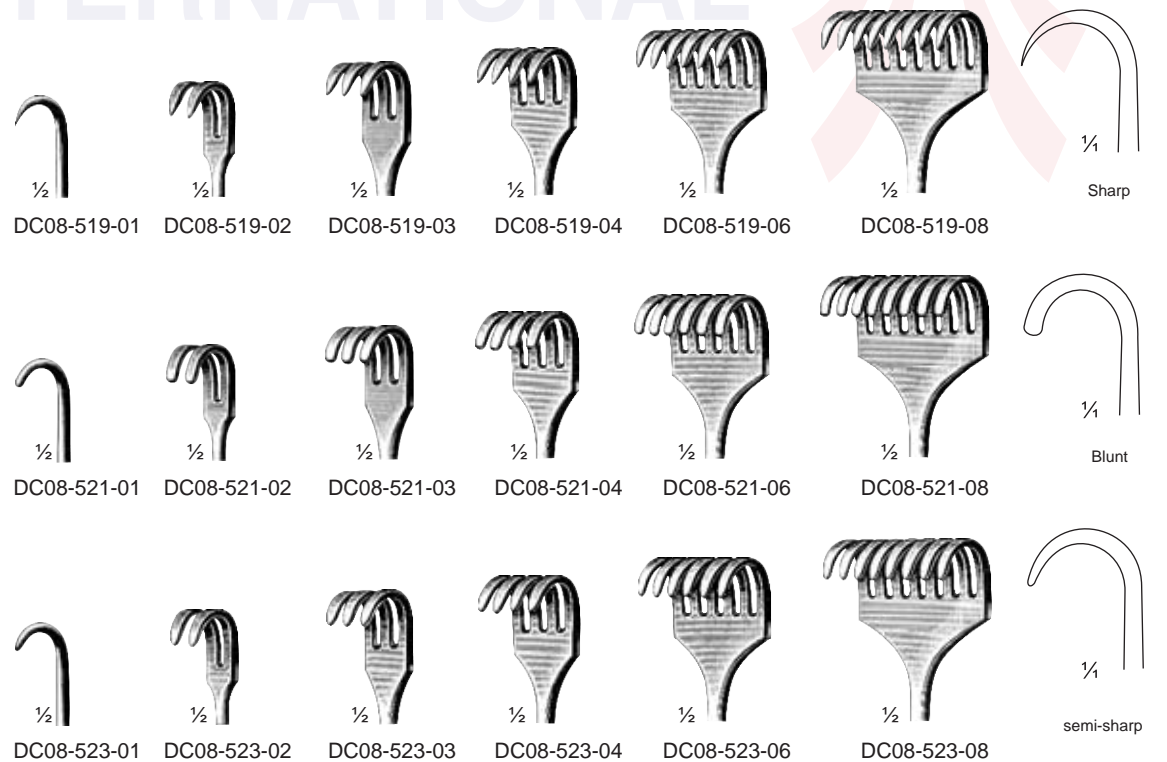 TERNATIONAL
½ ½ ½ ½ ½ ½ ¹⁄₁
Sharp
DC08-519-01 DC08-519-02 DC08-519-03 DC08-519-04 DC08-519-06 DC08-519-08
½ ½ ½ ½ ½ ½ ¹⁄₁
Blunt
DC08-521-01 DC08-521-02 DC08-521-03 DC08-521-04 DC08-521-06 DC08-521-08
½ ½ ½ ½ ½ ½ ¹⁄₁
semi-sharp
DC08-523-01 DC08-523-02 DC08-523-03 DC08-523-04 DC08-523-06 DC08-523-08